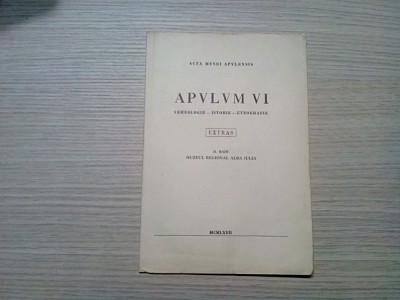 ACTA MVSEI APVLENSIS
APVLVM VI
ARHEOLOGIE - ISTORIE - ETNOGRAFIE
EXTRAS
MUZEUL REGIONAL ALBA IULIA
MCMLXVII